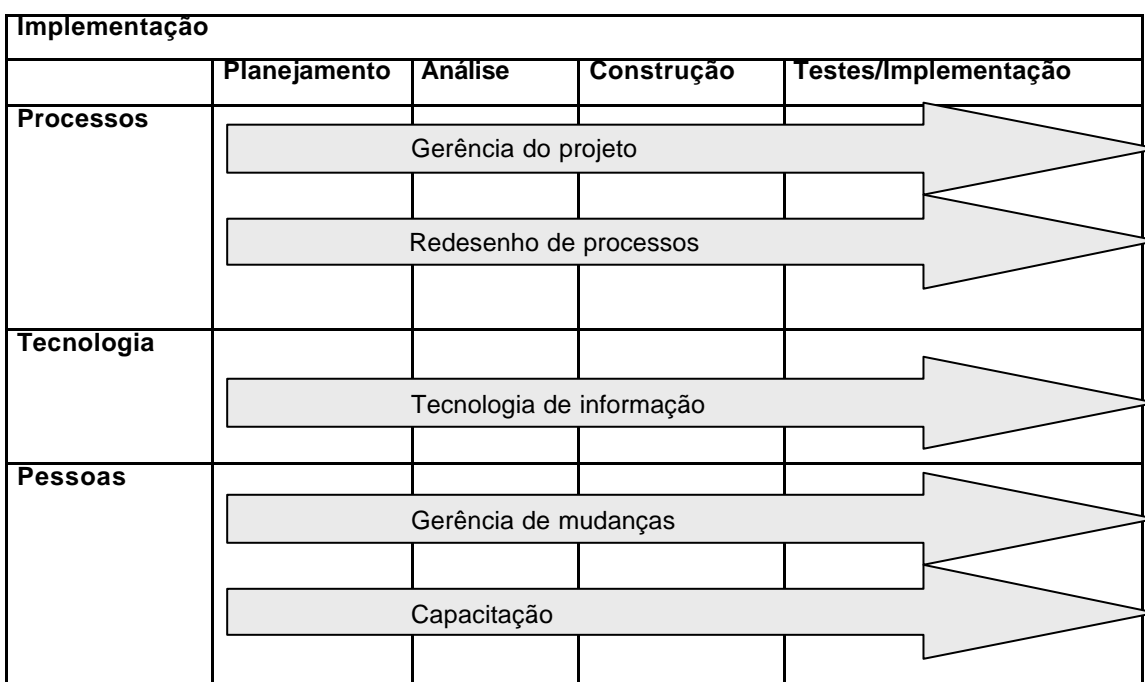 Implementação
Planejamento Análise Construção Testes/Implementação
Processos
Gerência do projeto
Redesenho de processos
Tecnologia
Tecnologia de informação
Pessoas
Gerência de mudanças
Capacitação